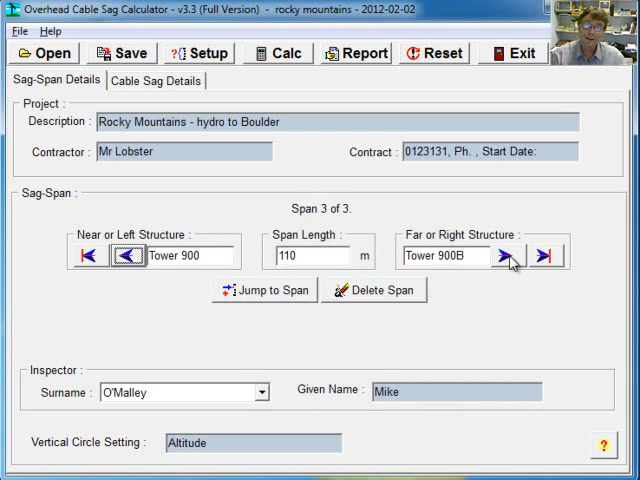 Overhead Cable Sag Calculator - v3.3 (Full Version) - rocky mountains - 2012-02-02
File Help
Open Save Setup Calc Report Reset Exit
Sag-Span Details Cable Sag Details
Project :
Description : Rocky Mountains - hydro to Boulder
Contractor : Mr Lobster Contract : 0123131, Ph. , Start Date:
Sag-Span :
Span 3 of 3.
Near or Left Structure : Span Length : Far or Right Structure :
Tower 900 110 m Tower 900B
Jump to Span Delete Span
Inspector :
Surname : O'Malley Given Name : Mike
Vertical Circle Setting : Altitude ?